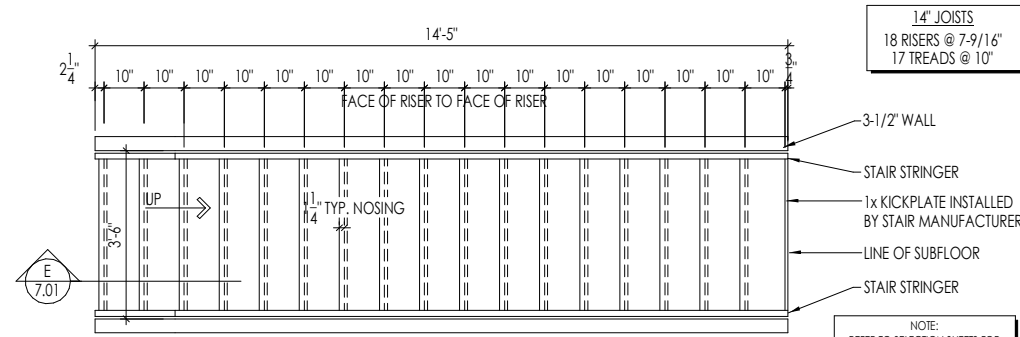 14" JOISTS
18 RISERS @ 7-9/16"
17 TREADS @ 10"
14'-5"
2 1/4" 10" 10" 10" 10" 10" 10" 10" 10" 10" 10" 10" 10" 10" 10" 10" 10" 10" 3/4"
FACE OF RISER TO FACE OF RISER
3-1/2" WALL
STAIR STRINGER
1x KICKPLATE INSTALLED
BY STAIR MANUFACTURER
UP
1 1/4" TYP. NOSING
3'-6"
LINE OF SUBFLOOR
E
7.01
STAIR STRINGER
NOTE: